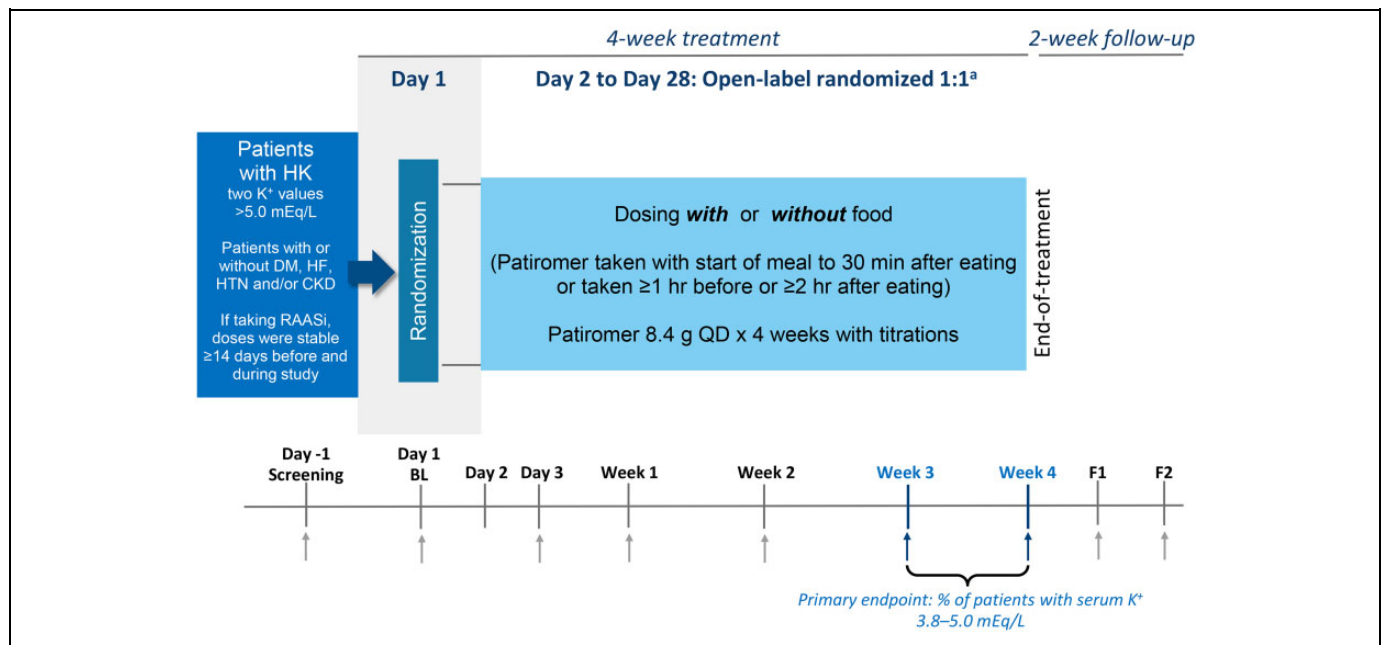 4-week treatment
2-week follow-up
Day 1
Day 2 to Day 28: Open-label randomized 1:1ᵃ
Patients
with HK
two K⁺ values
>5.0 mEq/L
Patients with or
without DM, HF,
HTN and/or CKD
If taking RAASi,
doses were stable
≥14 days before and
during study
Randomization
Dosing with or without food
(Patiromer taken with start of meal to 30 min after eating
or taken ≥1 hr before or ≥2 hr after eating)
Patiromer 8.4 g QD x 4 weeks with titrations
End-of-treatment
Day -1
Screening
Day 1
BL
Day 2
Day 3
Week 1
Week 2
Week 3
Week 4
F1
F2
Primary endpoint: % of patients with serum K⁺
3.8–5.0 mEq/L